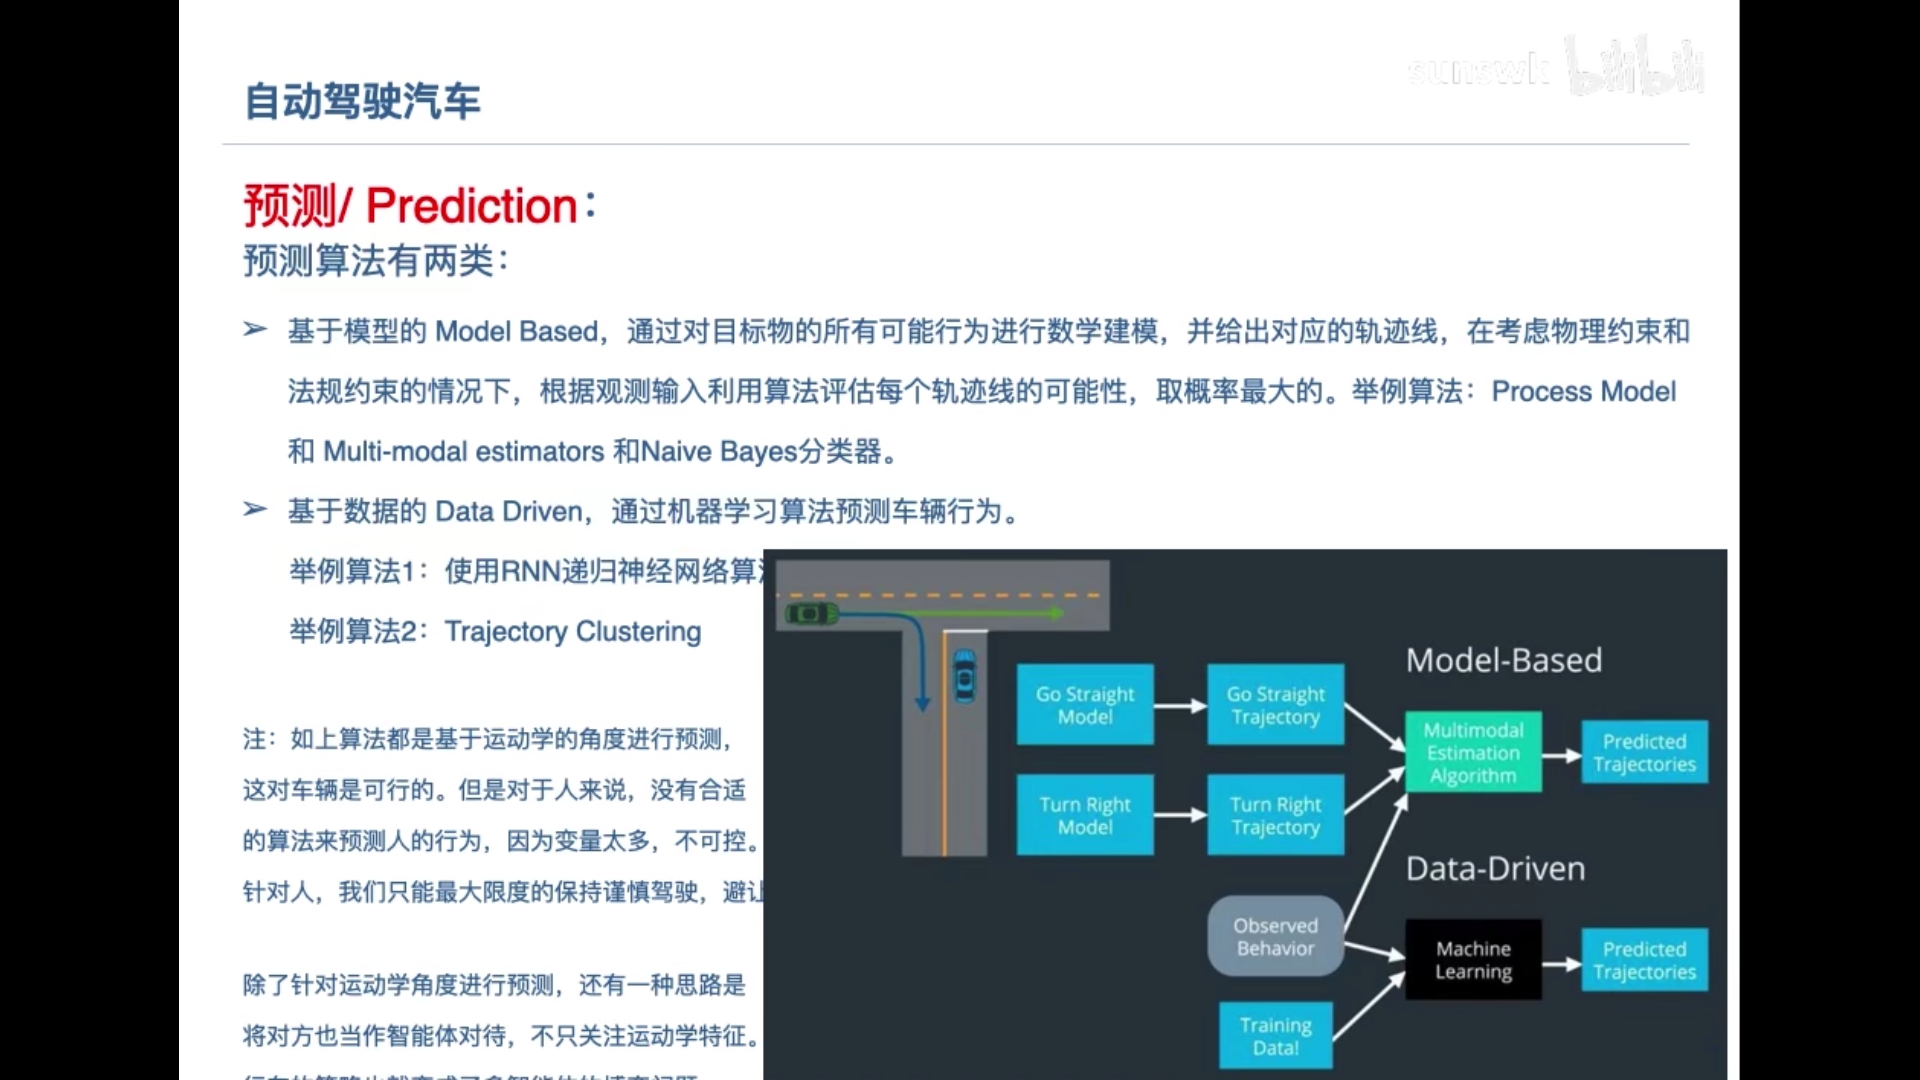 sunswk bilibili
自动驾驶汽车
预测/ Prediction：
预测算法有两类：
➢ 基于模型的 Model Based，通过对目标物的所有可能行为进行数学建模，并给出对应的轨迹线，在考虑物理约束和
法规约束的情况下，根据观测输入利用算法评估每个轨迹线的可能性，取概率最大的。举例算法：Process Model
和 Multi-modal estimators 和Naive Bayes分类器。
➢ 基于数据的 Data Driven，通过机器学习算法预测车辆行为。
举例算法1：使用RNN递归神经网络算
举例算法2：Trajectory Clustering
注：如上算法都是基于运动学的角度进行预测，
这对车辆是可行的。但是对于人来说，没有合适
的算法来预测人的行为，因为变量太多，不可控。
针对人，我们只能最大限度的保持谨慎驾驶，避让
除了针对运动学角度进行预测，还有一种思路是
将对方也当作智能体对待，不只关注运动学特征。
Model-Based
Go Straight
Model
Go Straight
Trajectory
Multimodal
Estimation
Algorithm
Predicted
Trajectories
Turn Right
Model
Turn Right
Trajectory
Data-Driven
Observed
Behavior
Machine
Learning
Predicted
Trajectories
Training
Data!